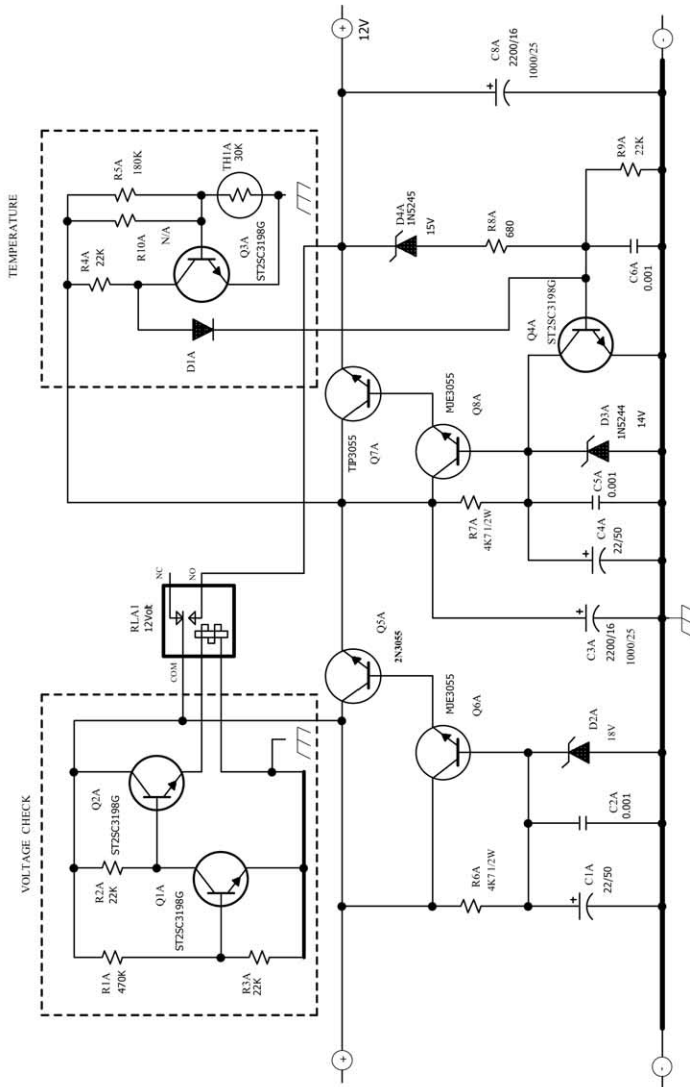 VOLTAGE CHECK
R1A
470K
R3A
22K
R2A
22K
Q1A
ST2SC3198G
Q2A
ST2SC3198G
COM
RLA1
12Volt
NC
NO
TEMPERATURE
R4A
22K
R10A
N/A
R5A
180K
D1A
Q3A
ST2SC3198G
TH1A
30K
+
Q5A
2N3055
Q6A
MJE3055
R6A
4K7 1/2W
+
C1A
22/50
C2A
0.001
D2A
18V
+
C3A
2200/16
1000/25
TIP3055
Q7A
MJE3055
Q8A
R7A
4K7 1/2W
+
C4A
22/50
C5A
0.001
D3A
1N5244
14V
Q4A
ST2SC3198G
D4A
1N5245
15V
R8A
680
C6A
0.001
R9A
22K
+
C8A
2200/16
1000/25
+
12V
-
-